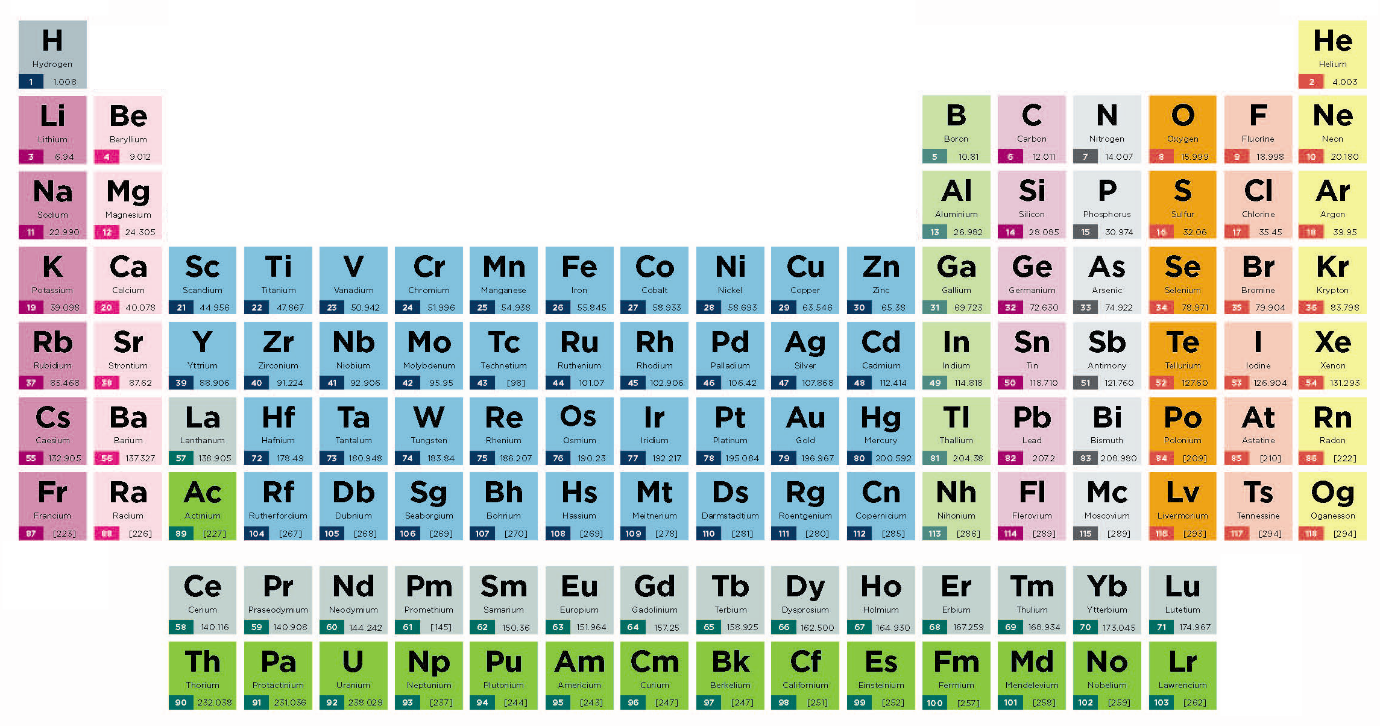 H He
Hydrogen Helium
1 1.008 2 4.003
Li Be B C N O F Ne
Lithium Beryllium Boron Carbon Nitrogen Oxygen Fluorine Neon
3 6.94 4 9.012 5 10.81 6 12.011 7 14.007 8 15.999 9 18.998 10 20.180
Na Mg Al Si P S Cl Ar
Sodium Magnesium Aluminium Silicon Phosphorus Sulfur Chlorine Argon
11 22.990 12 24.305 13 26.982 14 28.085 15 30.974 16 32.06 17 35.45 18 39.95
K Ca Sc Ti V Cr Mn Fe Co Ni Cu Zn Ga Ge As Se Br Kr
Potassium Calcium Scandium Titanium Vanadium Chromium Manganese Iron Cobalt Nickel Copper Zinc Gallium Germanium Arsenic Selenium Bromine Krypton
19 39.098 20 40.078 21 44.956 22 47.867 23 50.942 24 51.996 25 54.938 26 55.845 27 58.933 28 58.693 29 63.546 30 65.38 31 69.723 32 72.630 33 74.922 34 78.971 35 79.904 36 83.798
Rb Sr Y Zr Nb Mo Tc Ru Rh Pd Ag Cd In Sn Sb Te I Xe
Rubidium Strontium Yttrium Zirconium Niobium Molybdenum Technetium Ruthenium Rhodium Palladium Silver Cadmium Indium Tin Antimony Tellurium Iodine Xenon
37 85.468 38 87.62 39 88.906 40 91.224 41 92.906 42 95.95 43 [98] 44 101.07 45 102.906 46 106.42 47 107.868 48 112.414 49 114.818 50 118.710 51 121.760 52 127.60 53 126.904 54 131.293
Cs Ba La Hf Ta W Re Os Ir Pt Au Hg Tl Pb Bi Po At Rn
Caesium Barium Lanthanum Hafnium Tantalum Tungsten Rhenium Osmium Iridium Platinum Gold Mercury Thallium Lead Bismuth Polonium Astatine Radon
55 132.905 56 137.327 57 138.905 72 178.49 73 180.948 74 183.84 75 186.207 76 190.23 77 192.217 78 195.084 79 196.967 80 200.592 81 204.38 82 207.2 83 208.980 84 [209] 85 [210] 86 [222]
Fr Ra Ac Rf Db Sg Bh Hs Mt Ds Rg Cn Nh Fl Mc Lv Ts Og
Francium Radium Actinium Rutherfordium Dubnium Seaborgium Bohrium Hassium Meitnerium Darmstadtium Roentgenium Copernicium Nihonium Flerovium Moscovium Livermorium Tennessine Oganesson
87 [223] 88 [226] 89 [227] 104 [267] 105 [268] 106 [269] 107 [270] 108 [269] 109 [278] 110 [281] 111 [280] 112 [285] 113 [286] 114 [289] 115 [289] 116 [293] 117 [294] 118 [294]
Ce Pr Nd Pm Sm Eu Gd Tb Dy Ho Er Tm Yb Lu
Cerium Praseodymium Neodymium Promethium Samarium Europium Gadolinium Terbium Dysprosium Holmium Erbium Thulium Ytterbium Lutetium
58 140.116 59 140.908 60 144.242 61 [145] 62 150.36 63 151.964 64 157.25 65 158.925 66 162.500 67 164.930 68 167.259 69 168.934 70 173.045 71 174.967
Th Pa U Np Pu Am Cm Bk Cf Es Fm Md No Lr
Thorium Protactinium Uranium Neptunium Plutonium Americium Curium Berkelium Californium Einsteinium Fermium Mendelevium Nobelium Lawrencium
90 232.038 91 231.036 92 238.029 93 [237] 94 [244] 95 [243] 96 [247] 97 [247] 98 [251] 99 [252] 100 [257] 101 [258] 102 [259] 103 [262]